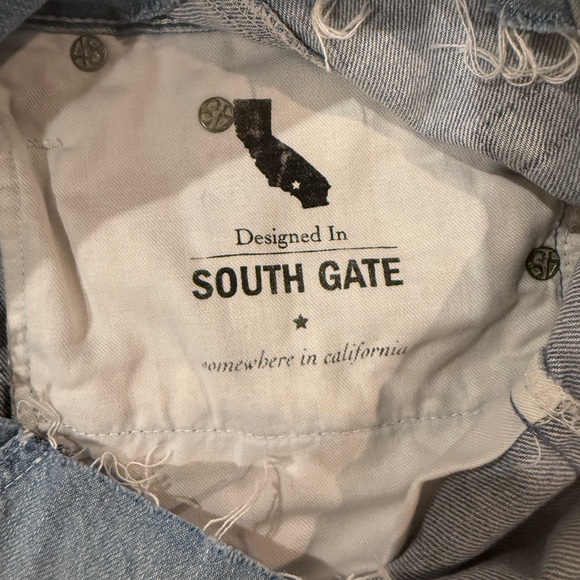 Designed In
SOUTH GATE
somewhere in california